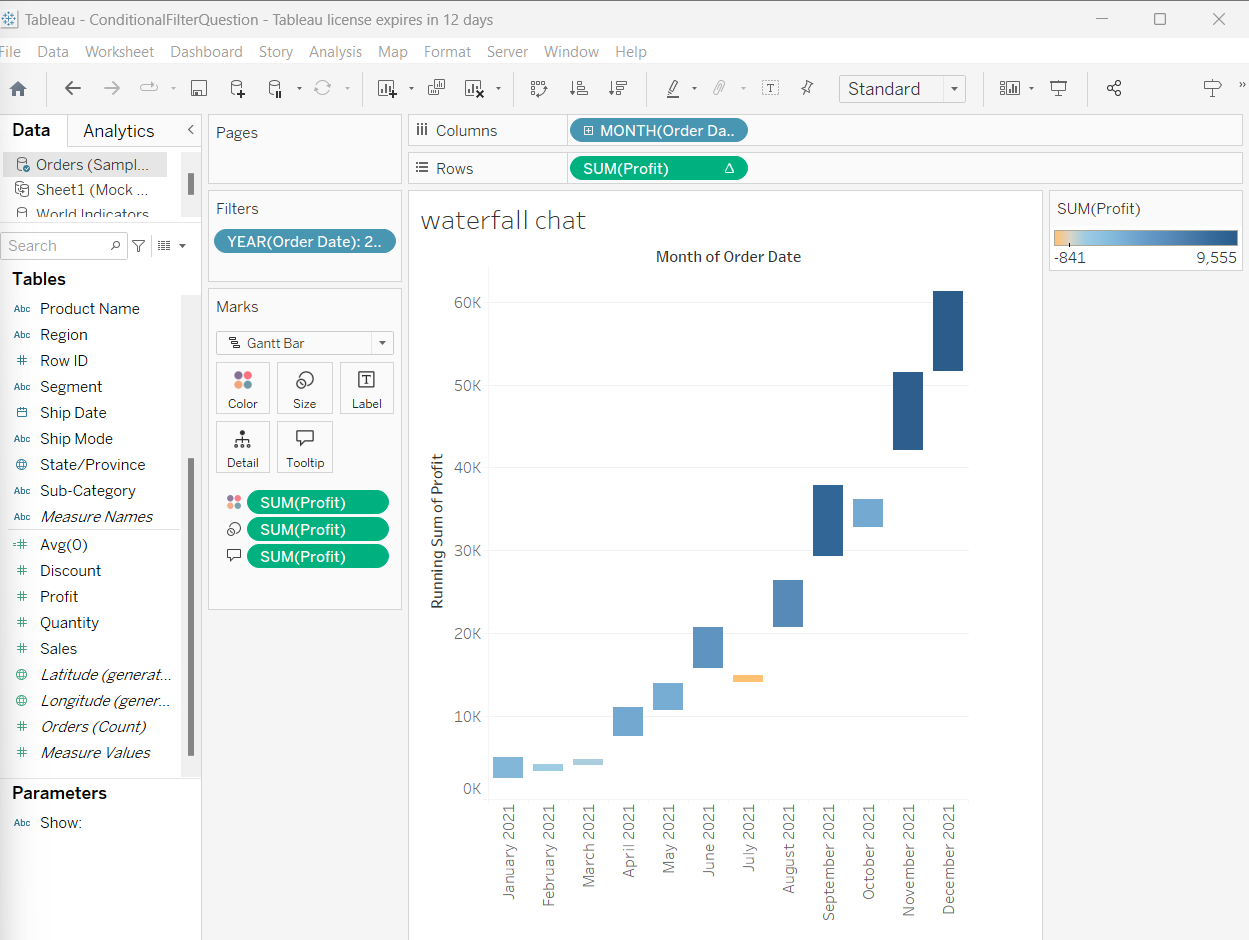 Tableau - ConditionalFilterQuestion - Tableau license expires in 12 days
File Data Worksheet Dashboard Story Analysis Map Format Server Window Help
Standard
Data Analytics
Orders (Sampl...
Sheet1 (Mock ...
World Indicators
Search
Tables
Abc Product Name
Abc Region
# Row ID
Abc Segment
Ship Date
Abc Ship Mode
State/Province
Abc Sub-Category
Abc Measure Names
=# Avg(0)
# Discount
# Profit
# Quantity
# Sales
Latitude (generat...
Longitude (gener...
# Orders (Count)
# Measure Values
Parameters
Abc Show:
Pages
Filters
YEAR(Order Date): 2..
Marks
Gantt Bar
Color Size Label
Detail Tooltip
SUM(Profit)
SUM(Profit)
SUM(Profit)
Columns MONTH(Order Da..
Rows SUM(Profit) Δ
waterfall chat
Month of Order Date
Running Sum of Profit
60K
50K
40K
30K
20K
10K
0K
January 2021
February 2021
March 2021
April 2021
May 2021
June 2021
July 2021
August 2021
September 2021
October 2021
November 2021
December 2021
SUM(Profit)
-841 9,555